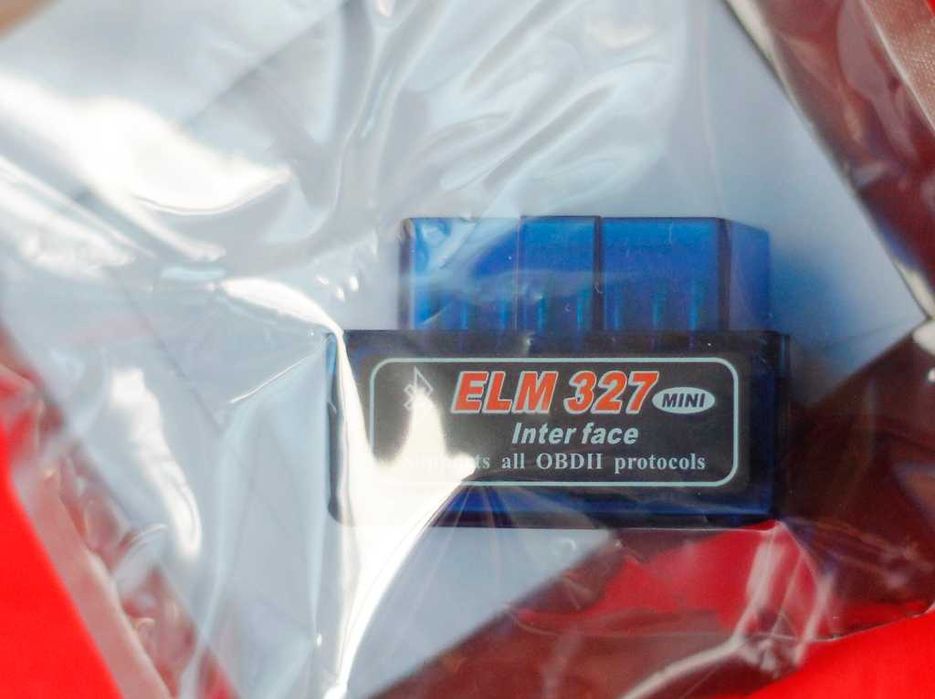 ELM 327 MINI
Inter face
all OBDII protocols